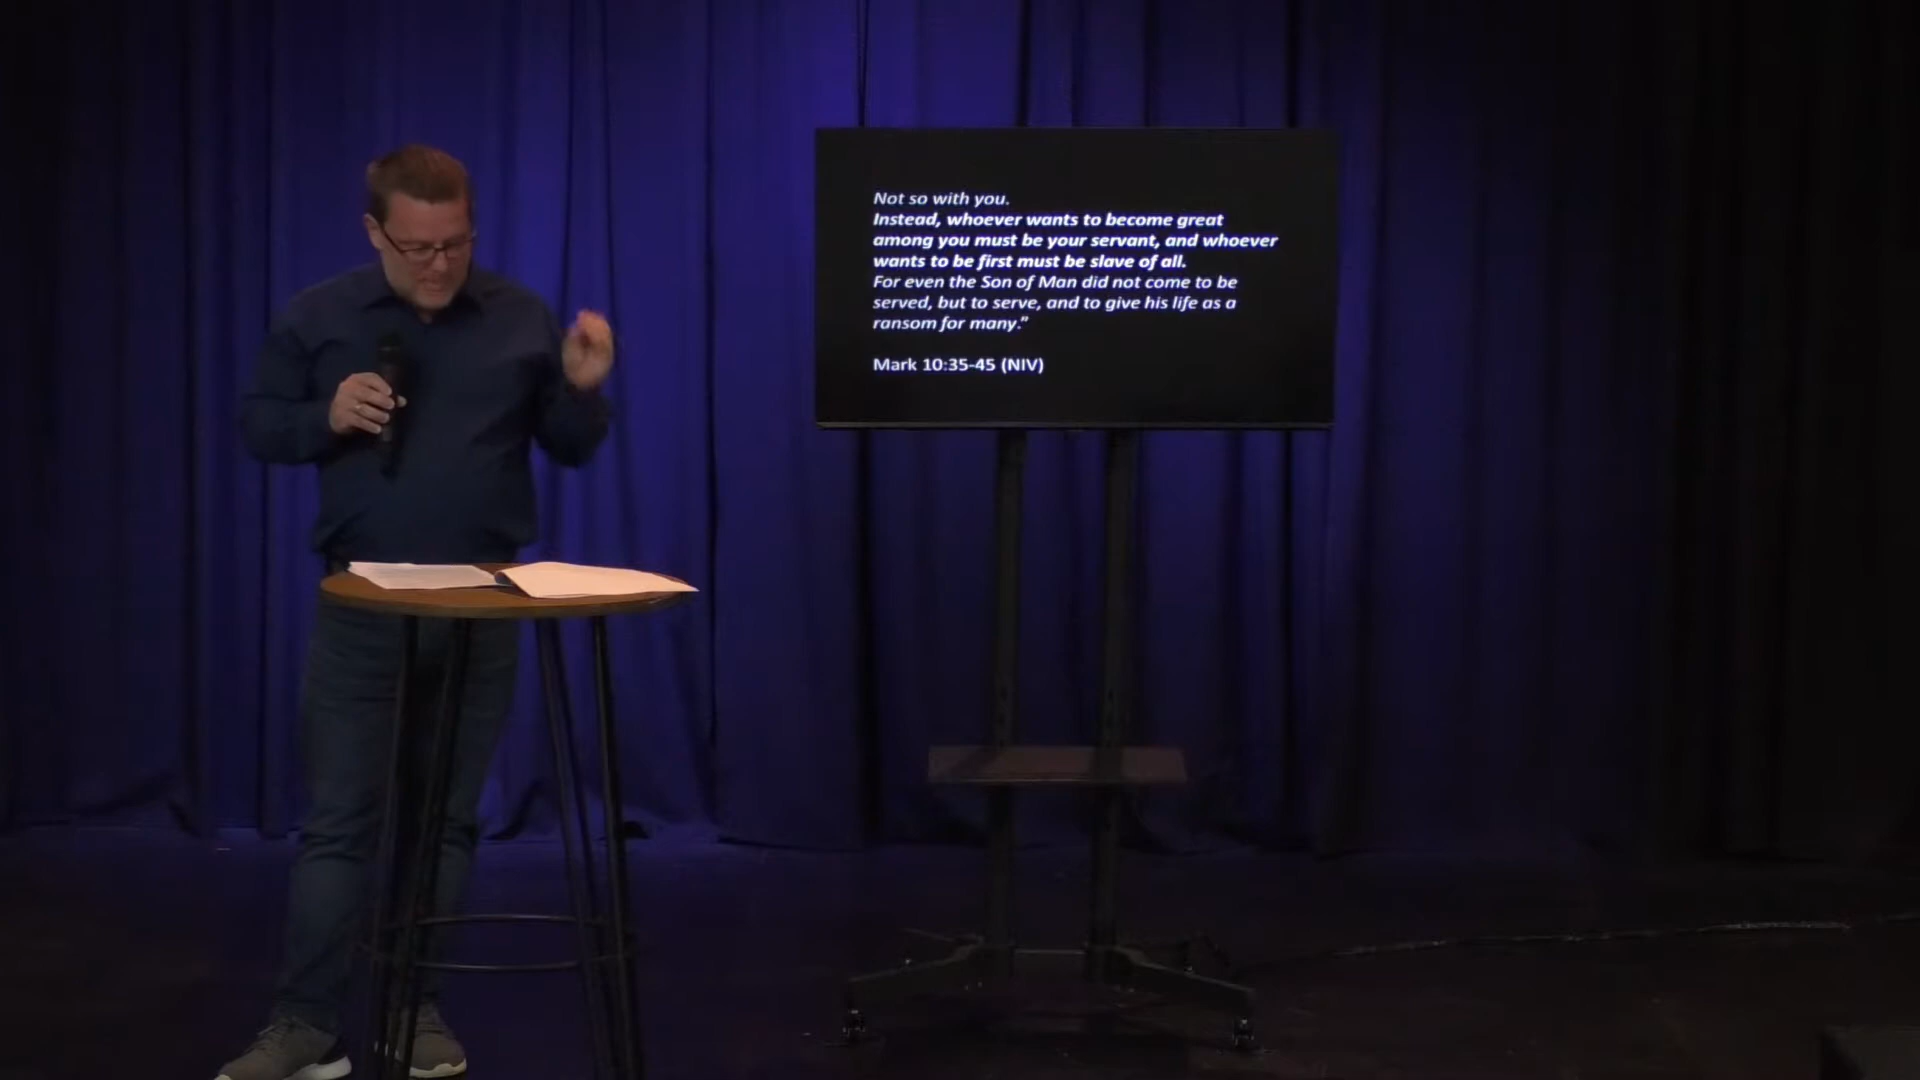 Not so with you.
Instead, whoever wants to become great
among you must be your servant, and whoever
wants to be first must be slave of all.
For even the Son of Man did not come to be
served, but to serve, and to give his life as a
ransom for many.”
Mark 10:35-45 (NIV)